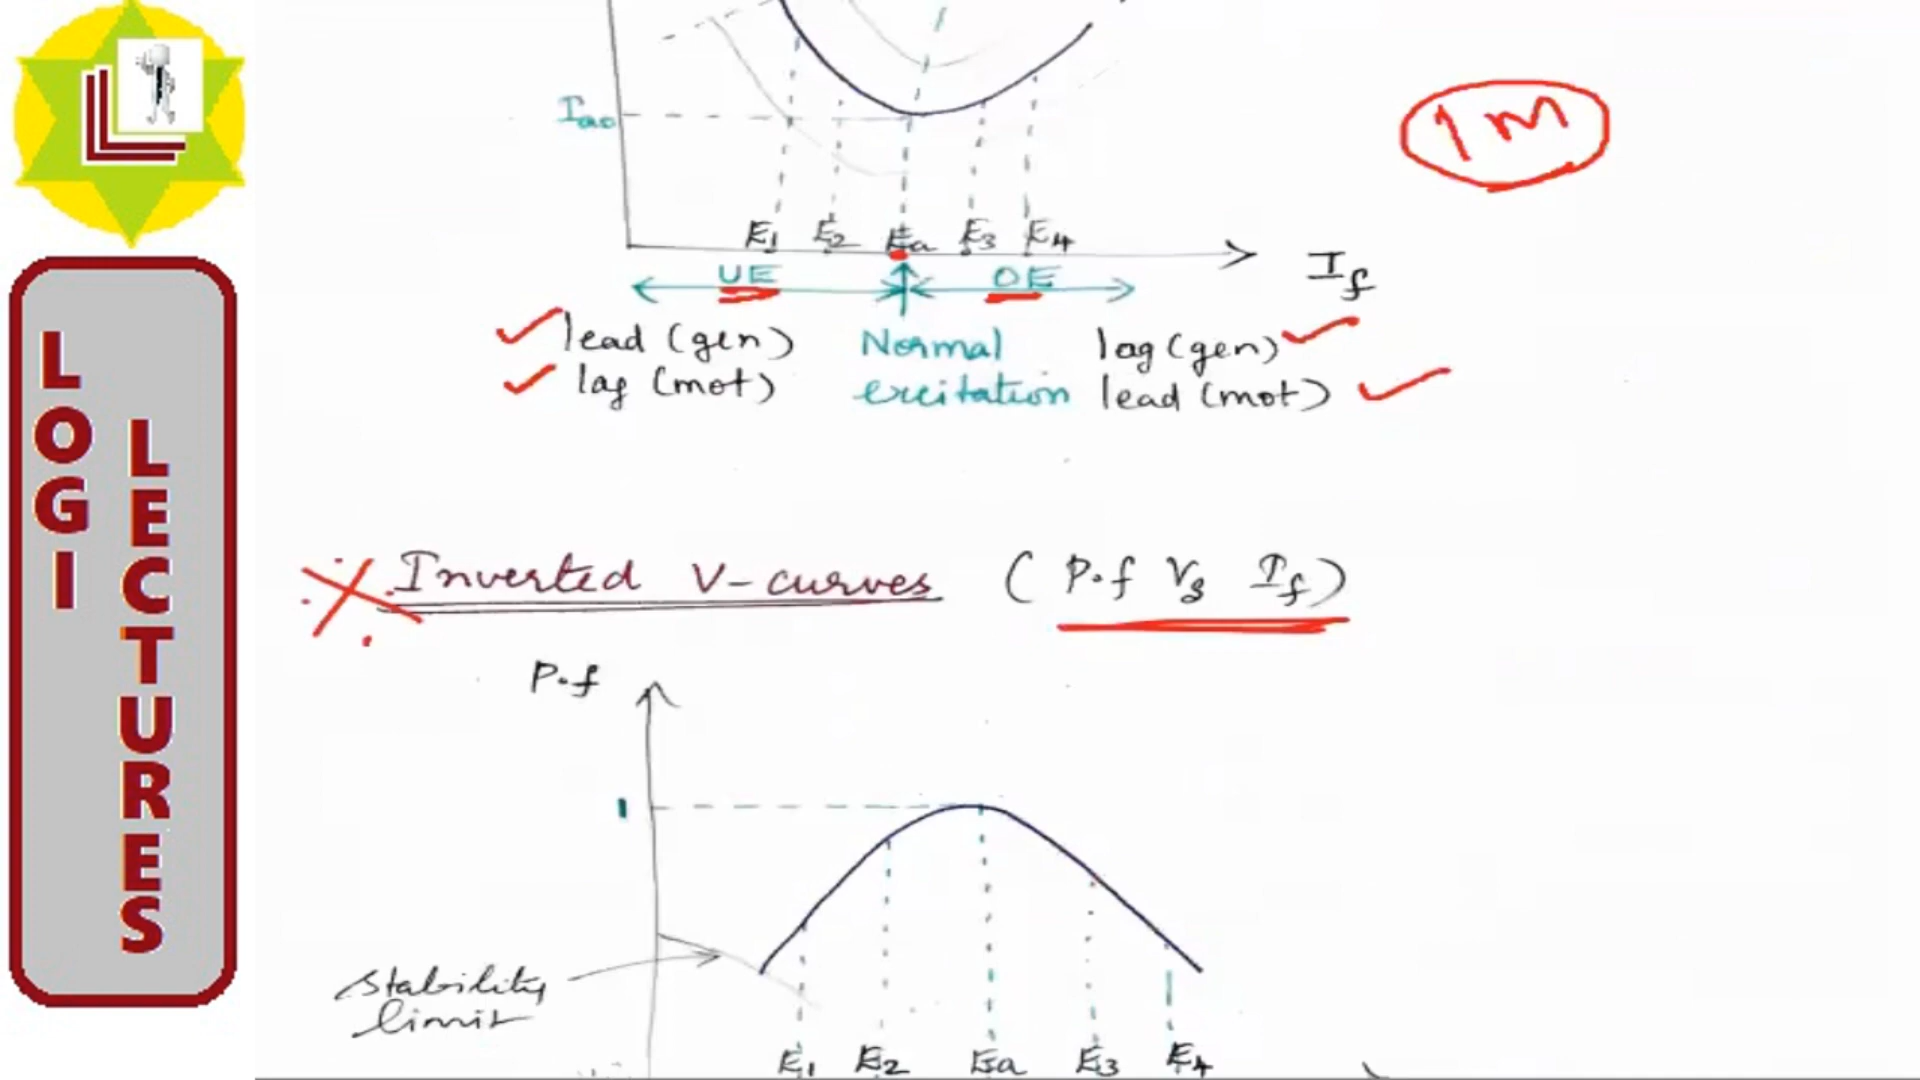 LOGI
LECTURES
Iao
1M
E1 E2 Ea E3 E4
If
UE OE
lead (gen) Normal lag (gen)
lag (mot) excitation lead (mot)
Inverted V-curves (P.f Vs If)
P.f
1
stability
limit
E1 E2 Ea E3 E4